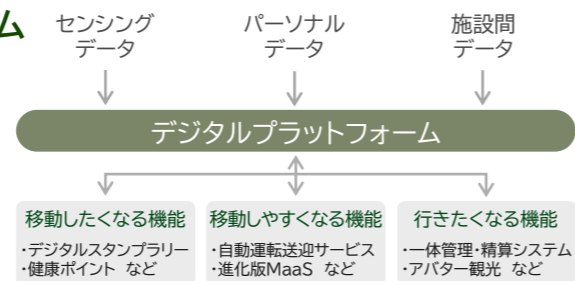 ム
センシング
データ
パーソナル
データ
施設間
データ
デジタルプラットフォーム
移動したくなる機能
・デジタルスタンプラリー
・健康ポイント など
移動しやすくなる機能
・自動運転送迎サービス
・進化版MaaS など
行きたくなる機能
・一体管理・精算システム
・アバター観光 など